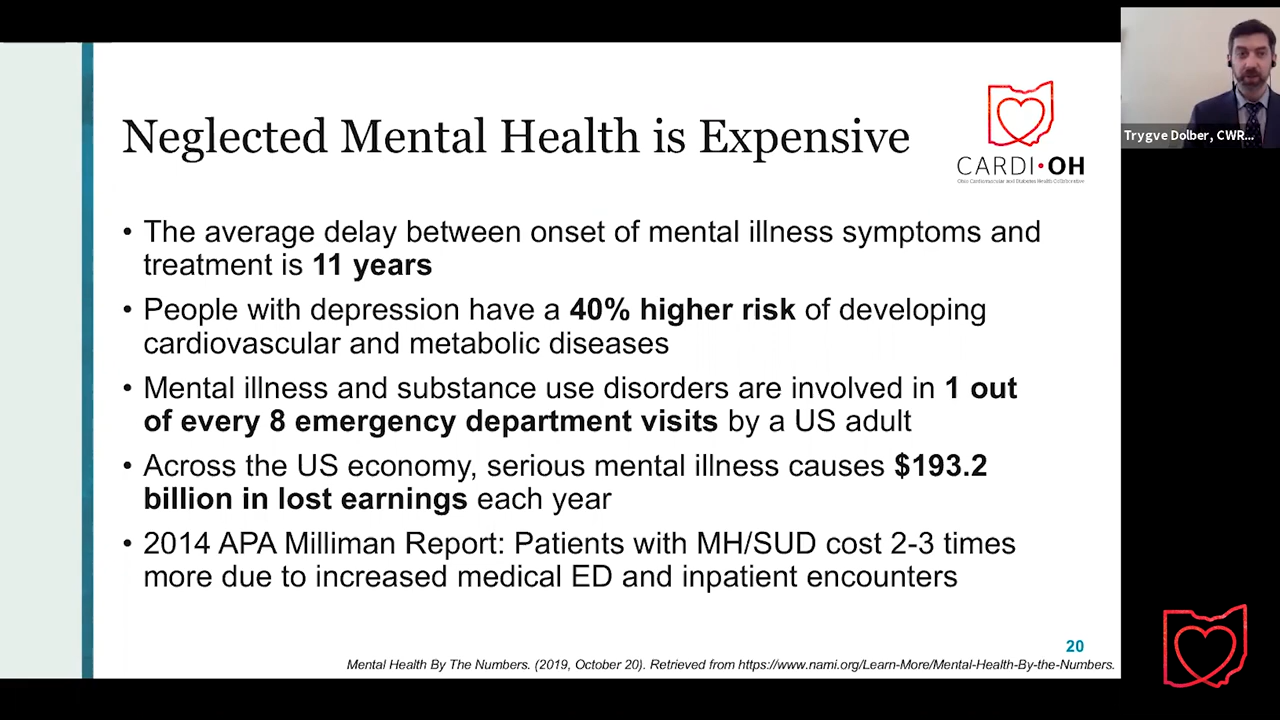 Neglected Mental Health is Expensive
CARDI•OH
Ohio Cardiovascular and Diabetes Health Collaborative
Trygve Dolber, CWR...
• The average delay between onset of mental illness symptoms and
treatment is 11 years
• People with depression have a 40% higher risk of developing
cardiovascular and metabolic diseases
• Mental illness and substance use disorders are involved in 1 out
of every 8 emergency department visits by a US adult
• Across the US economy, serious mental illness causes $193.2
billion in lost earnings each year
• 2014 APA Milliman Report: Patients with MH/SUD cost 2-3 times
more due to increased medical ED and inpatient encounters
20
Mental Health By The Numbers. (2019, October 20). Retrieved from https://www.nami.org/Learn-More/Mental-Health-By-the-Numbers.